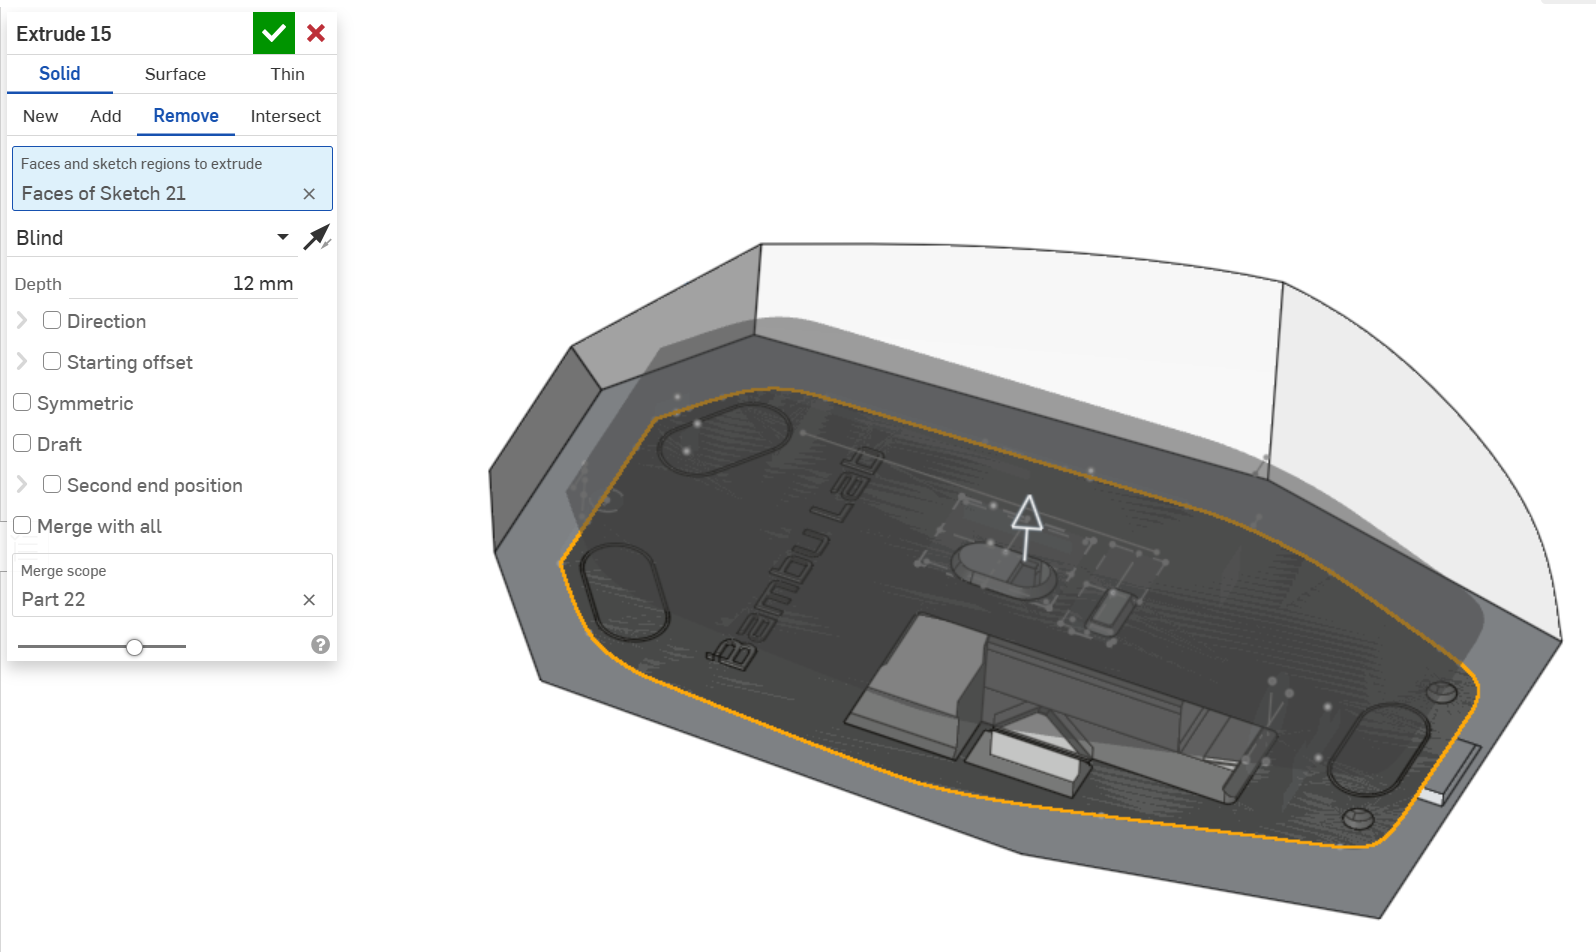 Extrude 15
Solid
Surface
Thin
New
Add
Remove
Intersect
Faces and sketch regions to extrude
Faces of Sketch 21
Blind
Depth
12 mm
Direction
Starting offset
Symmetric
Draft
Second end position
Merge with all
Merge scope
Part 22
Bambu Lab